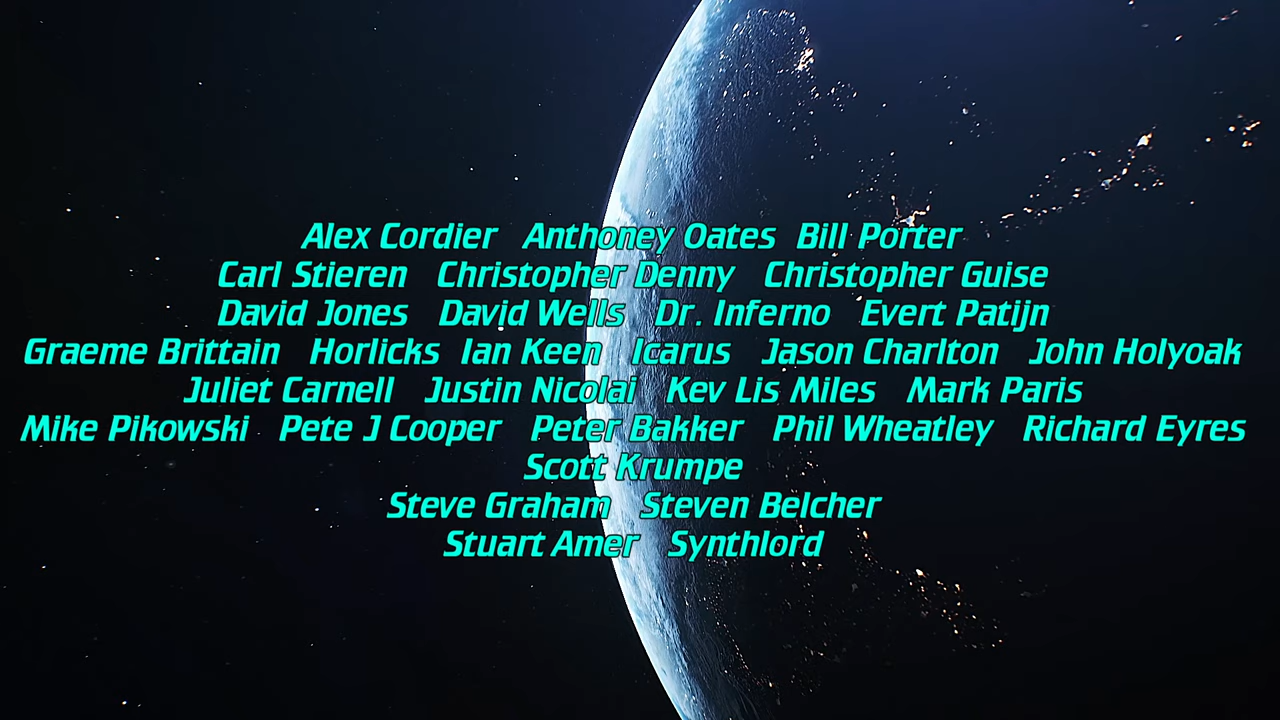 Alex Cordier Anthoney Oates Bill Porter
Carl Stieren Christopher Denny Christopher Guise
David Jones David Wells Dr. Inferno Evert Patijn
Graeme Brittain Horlicks Ian Keen Icarus Jason Charlton John Holyoak
Juliet Carnell Justin Nicolai Kev Lis Miles Mark Paris
Mike Pikowski Pete J Cooper Peter Bakker Phil Wheatley Richard Eyres
Scott Krumpe
Steve Graham Steven Belcher
Stuart Amer Synthlord